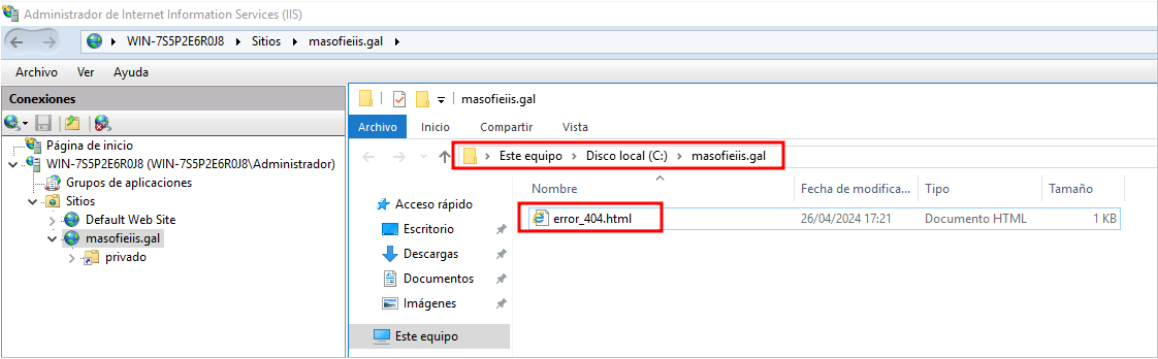 Administrador de Internet Information Services (IIS)
WIN-7S5P2E6R0J8 Sitios masofieiis.gal
Archivo Ver Ayuda
Conexiones
Página de inicio
WIN-7S5P2E6R0J8 (WIN-7S5P2E6R0J8\Administrador)
Grupos de aplicaciones
Sitios
Default Web Site
masofieiis.gal
privado
masofieiis.gal
Archivo Inicio Compartir Vista
Este equipo Disco local (C:) masofieiis.gal
Acceso rápido
Escritorio
Descargas
Documentos
Imágenes
Este equipo
Nombre Fecha de modifica... Tipo Tamaño
error_404.html 26/04/2024 17:21 Documento HTML 1 KB